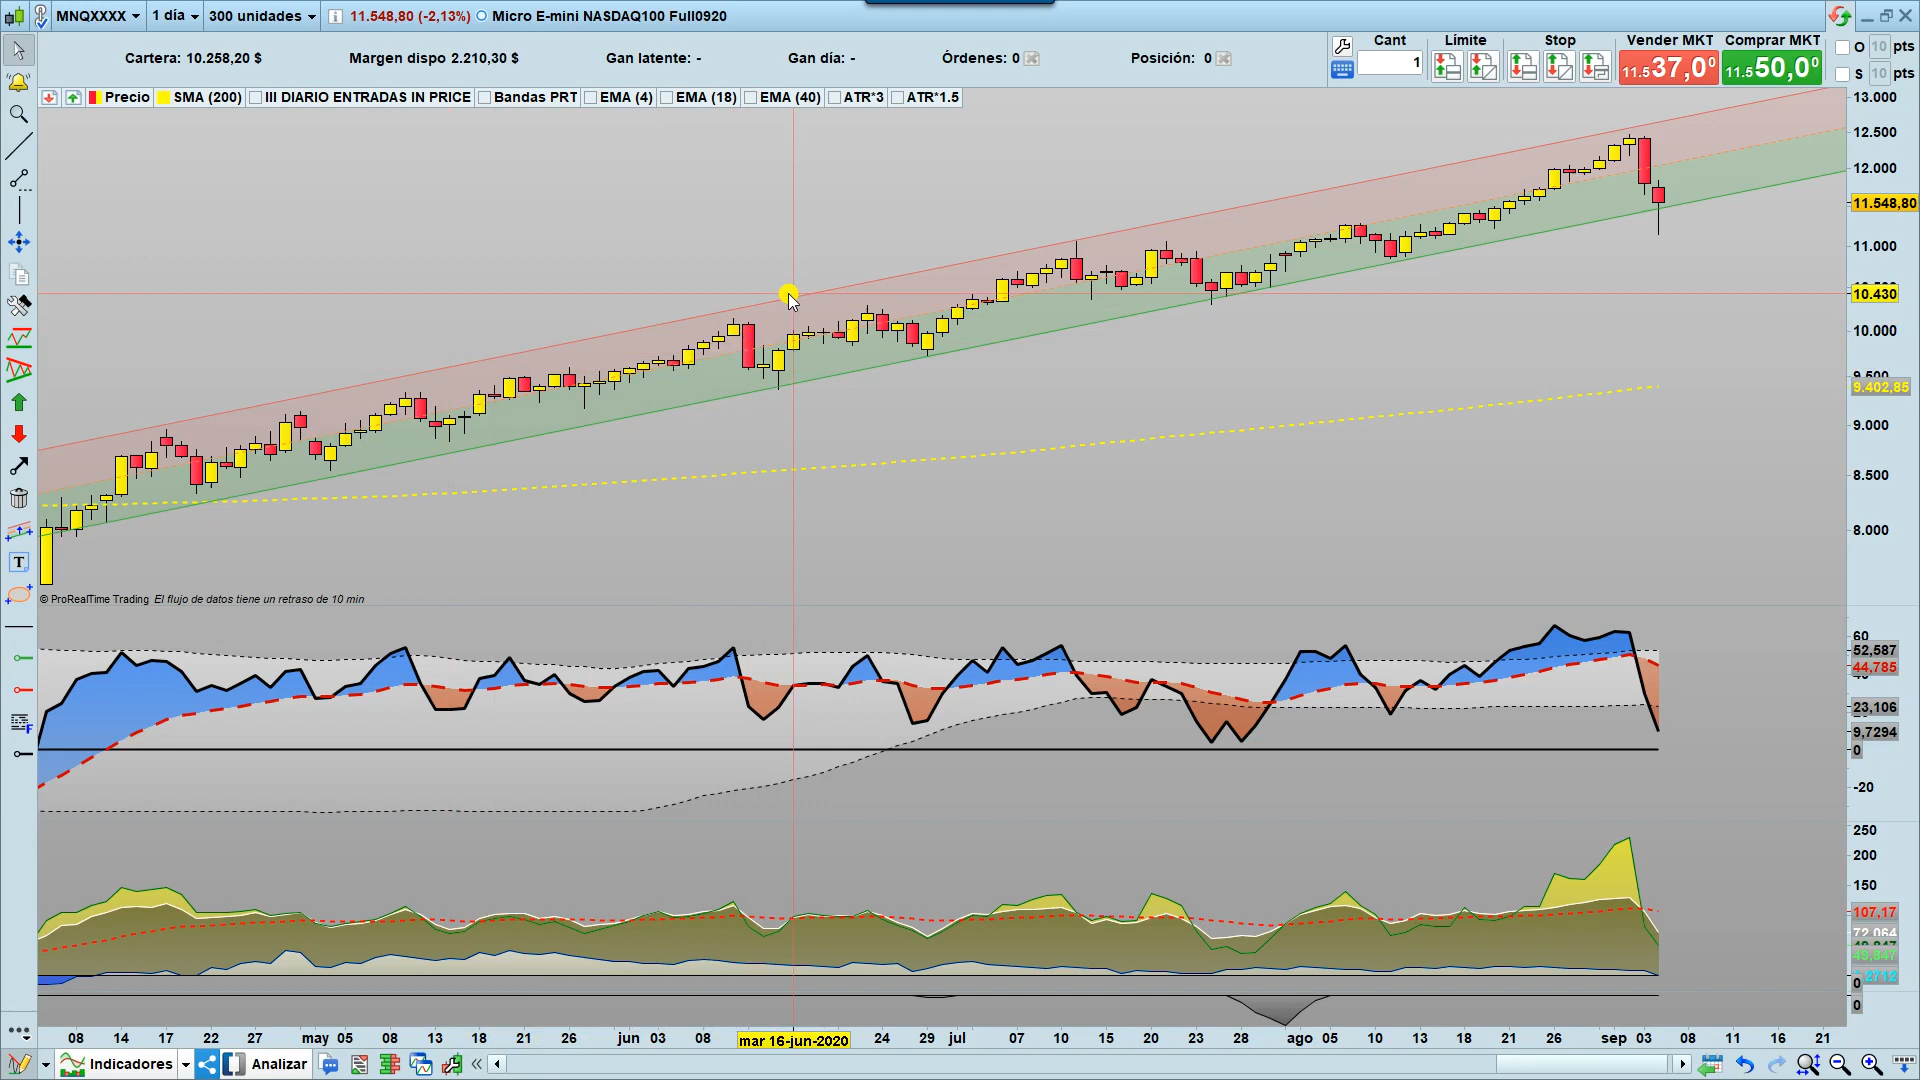 MNQXXXX 1 día 300 unidades 11.548,80 (-2,13%) Micro E-mini NASDAQ100 Full0920
Cartera: 10.258,20 $ Margen dispo 2.210,30 $ Gan latente: - Gan día: - Órdenes: 0 Posición: 0
Cant Límite Stop Vender MKT Comprar MKT
1 11.537,0⁰ 11.550,0⁰
O 10 pts
S 10 pts
Precio SMA (200) III DIARIO ENTRADAS IN PRICE Bandas PRT EMA (4) EMA (18) EMA (40) ATR*3 ATR*1.5
13.000
12.500
12.000
11.548,80
11.000
10.430
10.000
9.402,85
9.000
8.500
8.000
T
© ProRealTime Trading El flujo de datos tiene un retraso de 10 min
60
52,587
44,785
23,106
9,7294
0
-20
250
200
150
107,17
72,064
49,847
0
0
08 14 17 22 27 may 05 08 13 18 21 26 jun 03 08 mar 16-jun-2020 24 29 jul 07 10 15 20 23 28 ago 05 10 13 18 21 26 sep 03 08 11 16 21
Indicadores Analizar